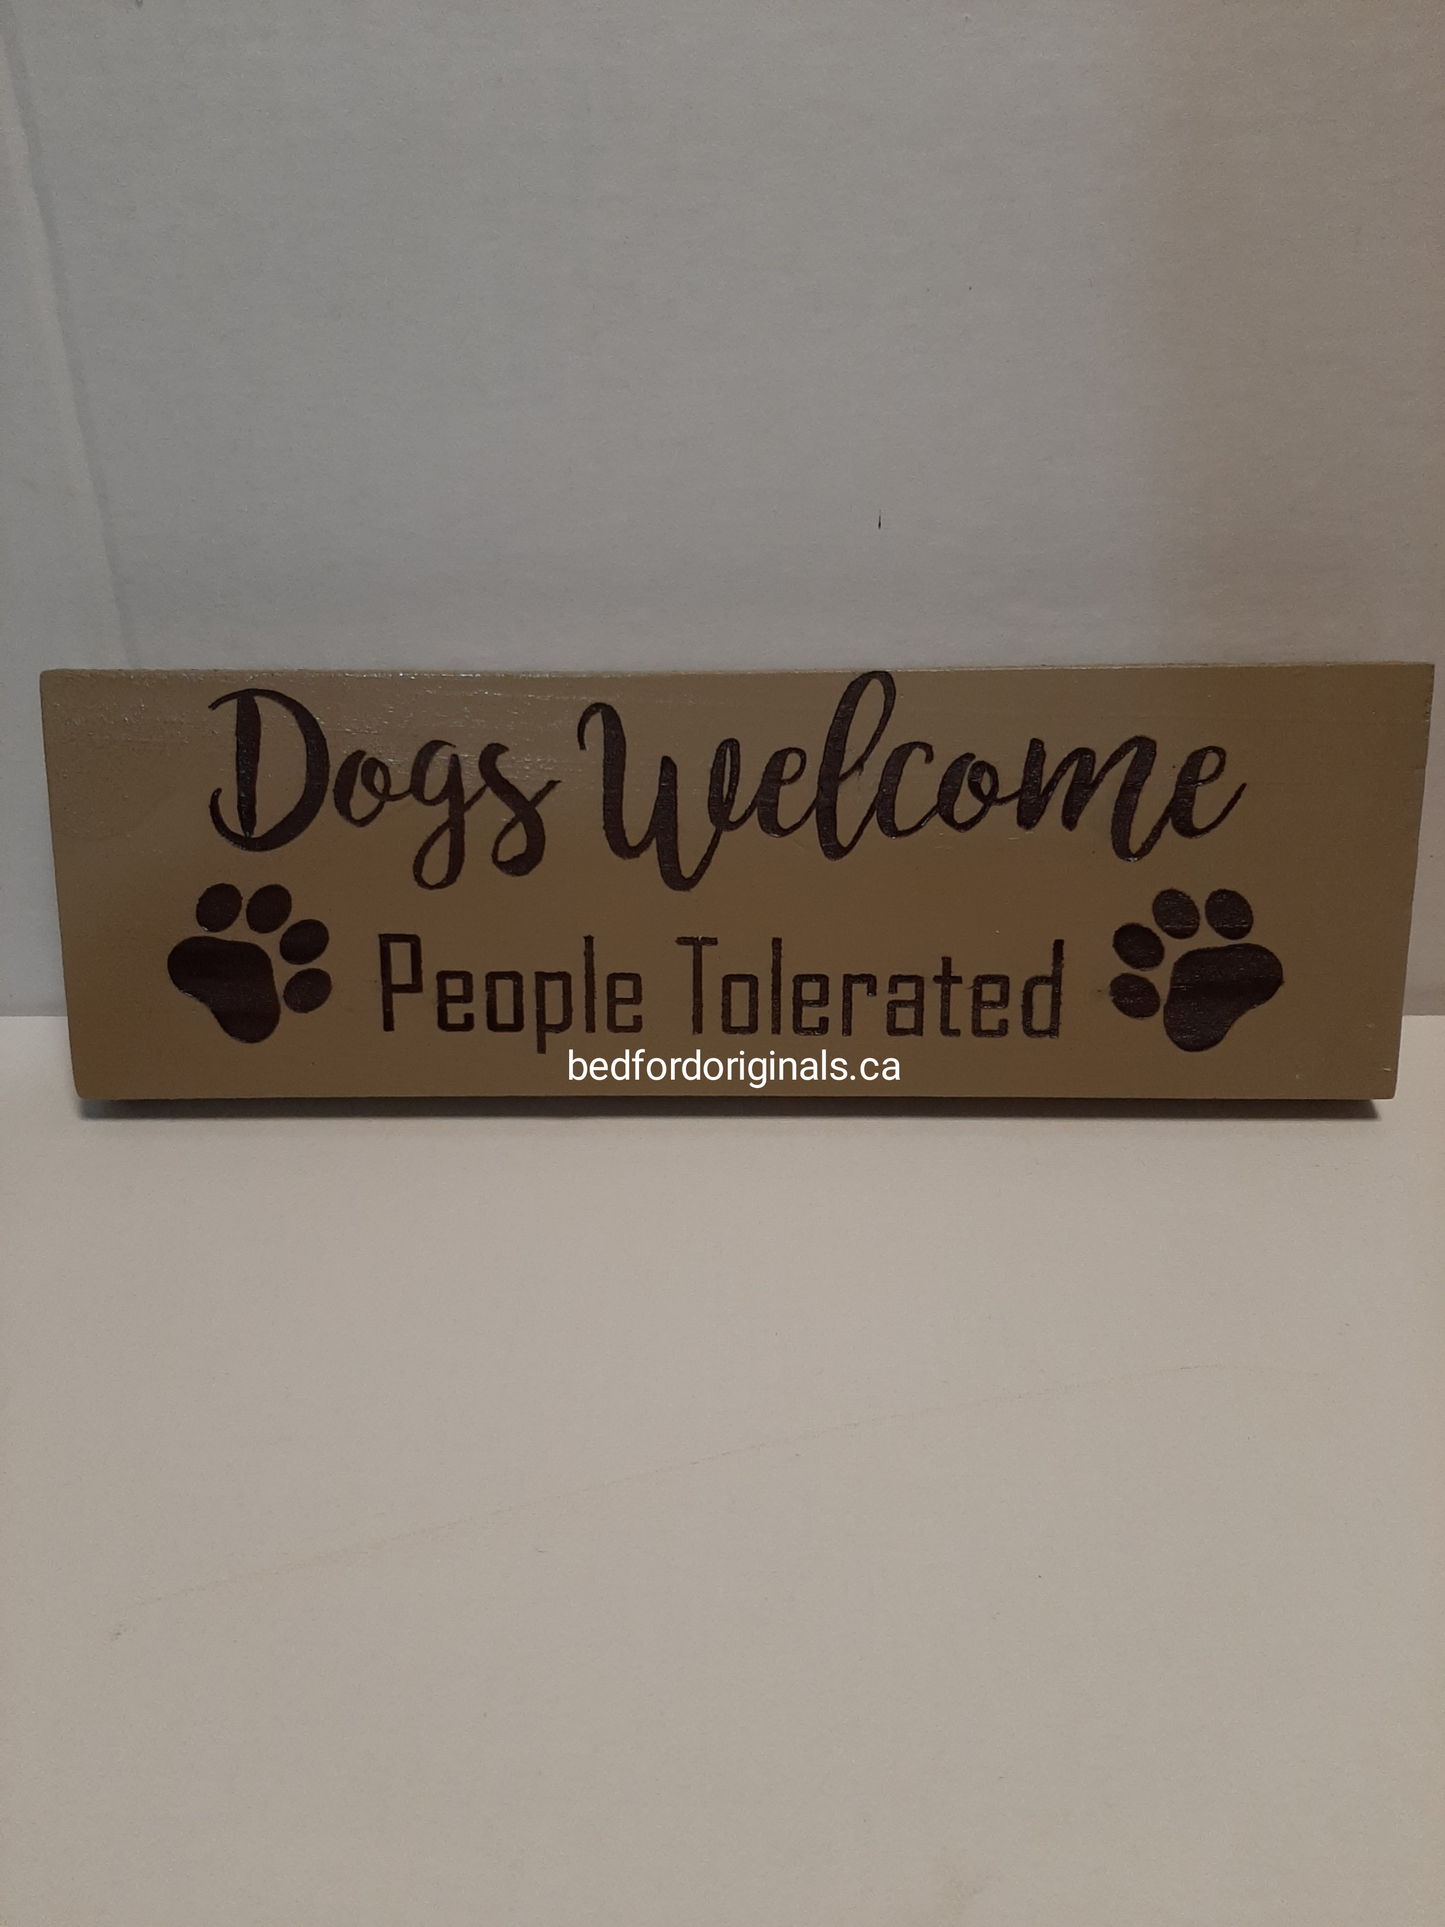 Dogs Welcome
People Tolerated
bedfordoriginals.ca